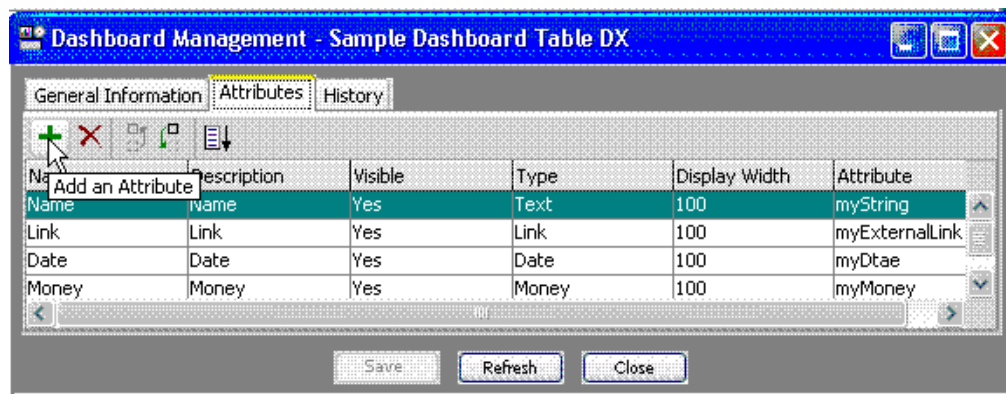 Dashboard Management - Sample Dashboard Table DX
General Information Attributes History
Na Description Visible Type Display Width Attribute
Add an Attribute
Name Name Yes Text 100 myString
Link Link Yes Link 100 myExternalLink
Date Date Yes Date 100 myDtae
Money Money Yes Money 100 myMoney
Save Refresh Close